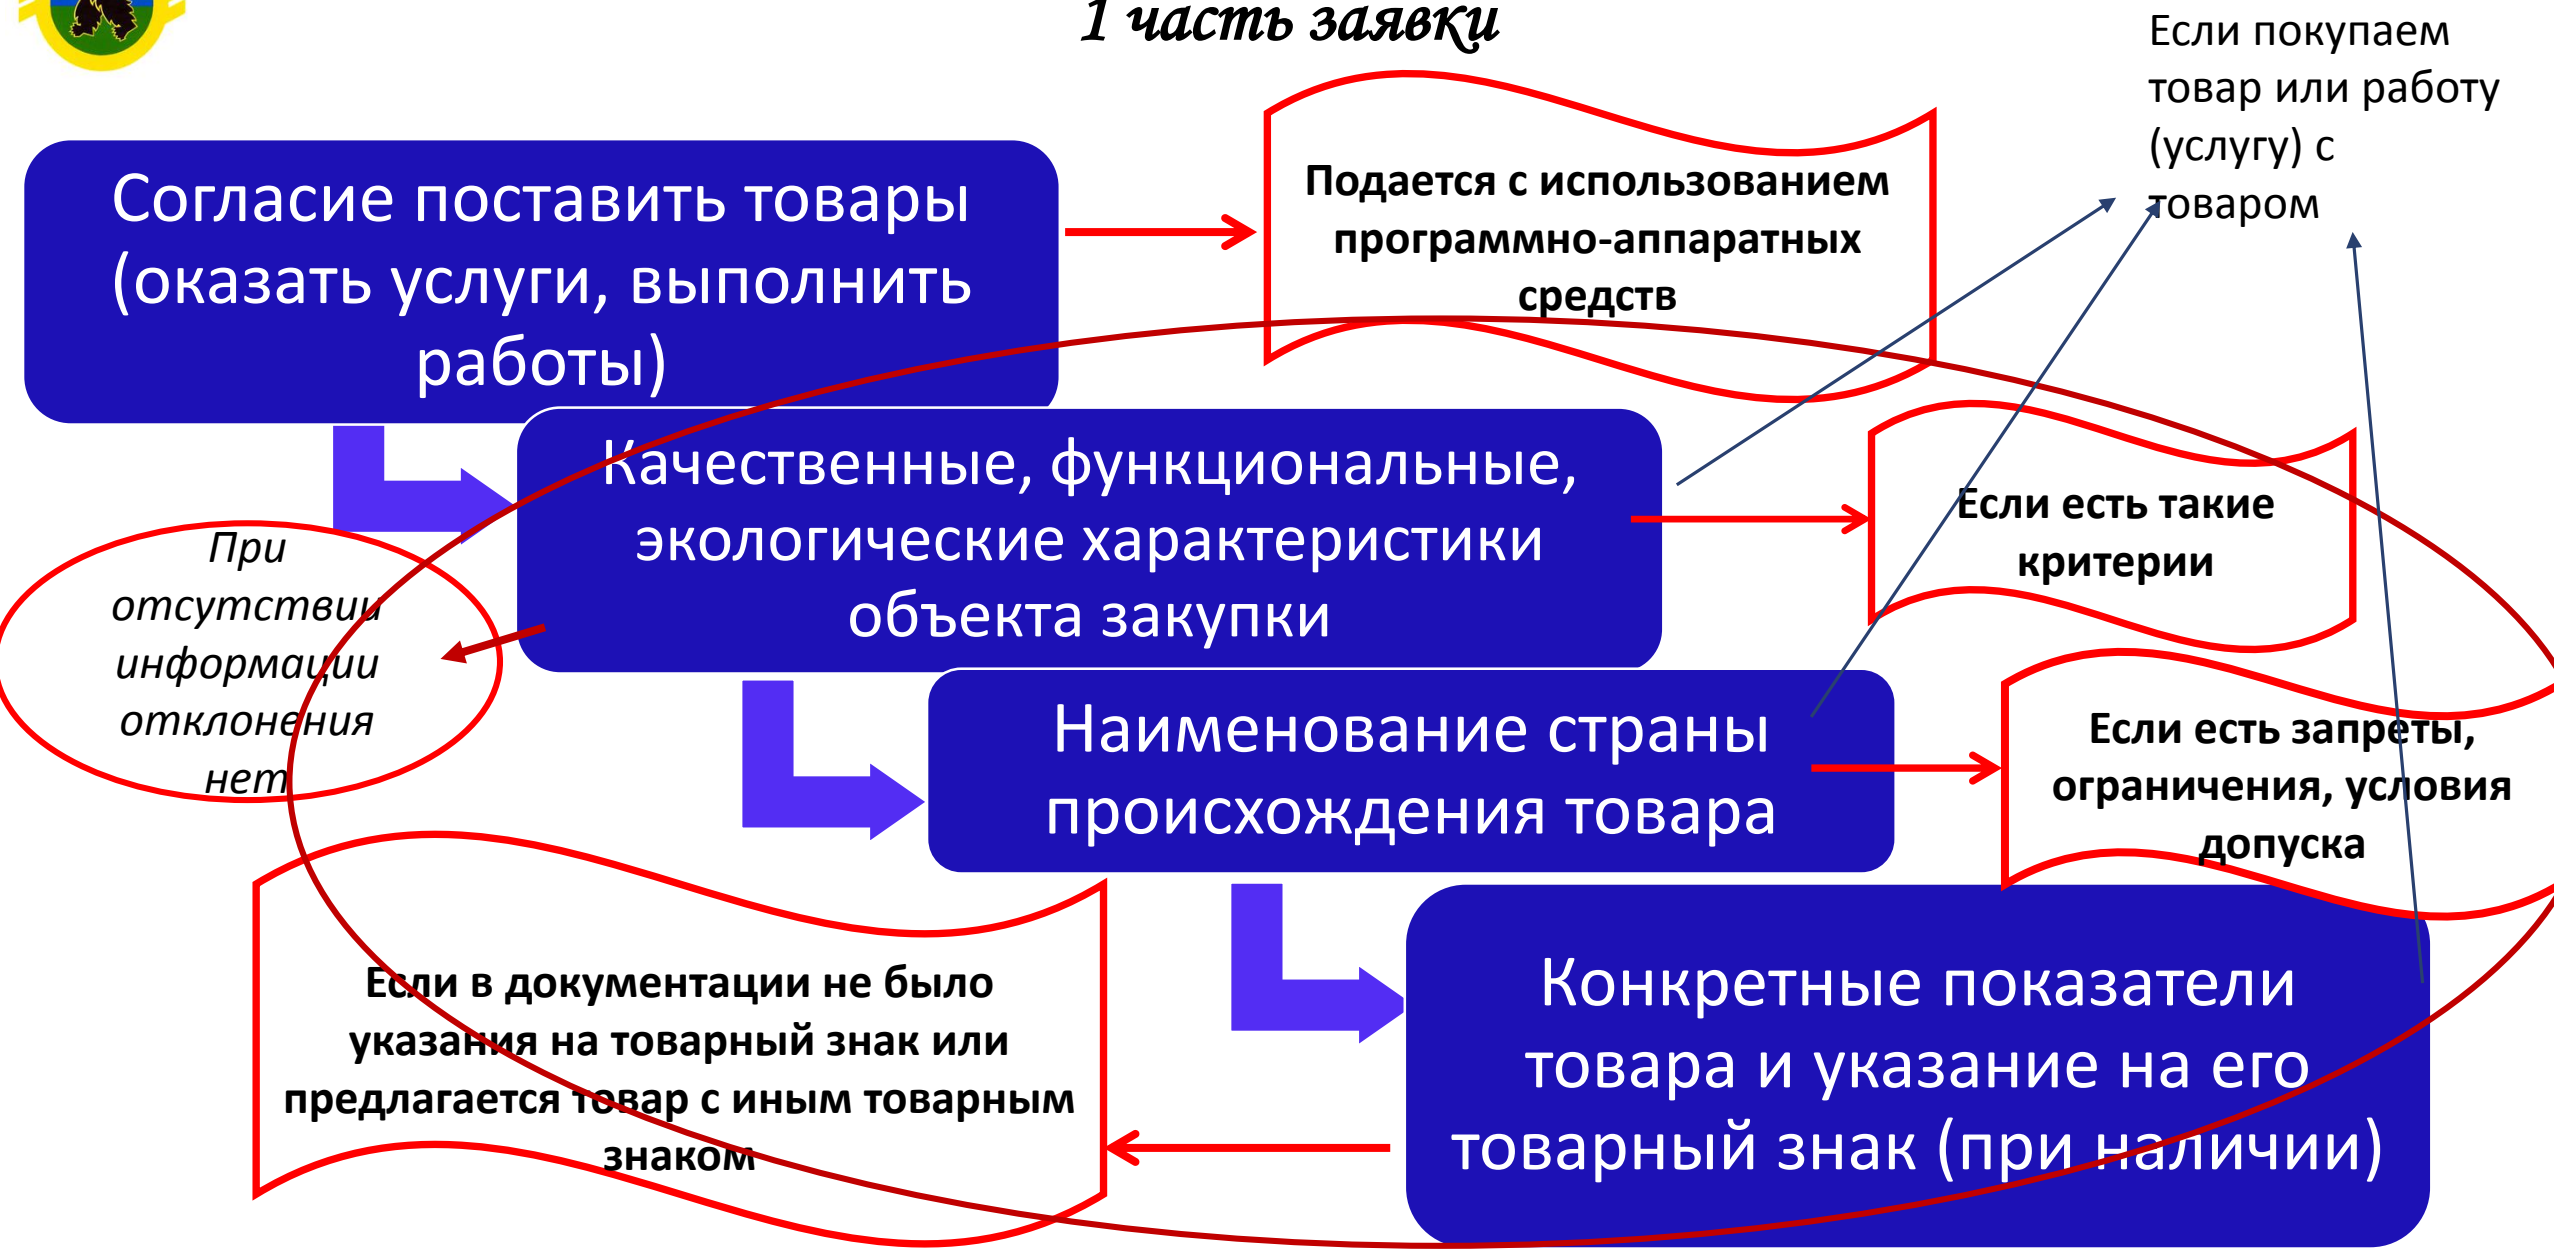 1 часть заявки
Если покупаем
товар или работу
(услугу) с
товаром
Согласие поставить товары
(оказать услуги, выполнить
работы)
Подается с использованием
программно-аппаратных
средств
Качественные, функциональные,
экологические характеристики
объекта закупки
Если есть такие
критерии
При
отсутствии
информации
отклонения
нет
Наименование страны
происхождения товара
Если есть запреты,
ограничения, условия
допуска
Если в документации не было
указания на товарный знак или
предлагается товар с иным товарным
знаком
Конкретные показатели
товара и указание на его
товарный знак (при наличии)